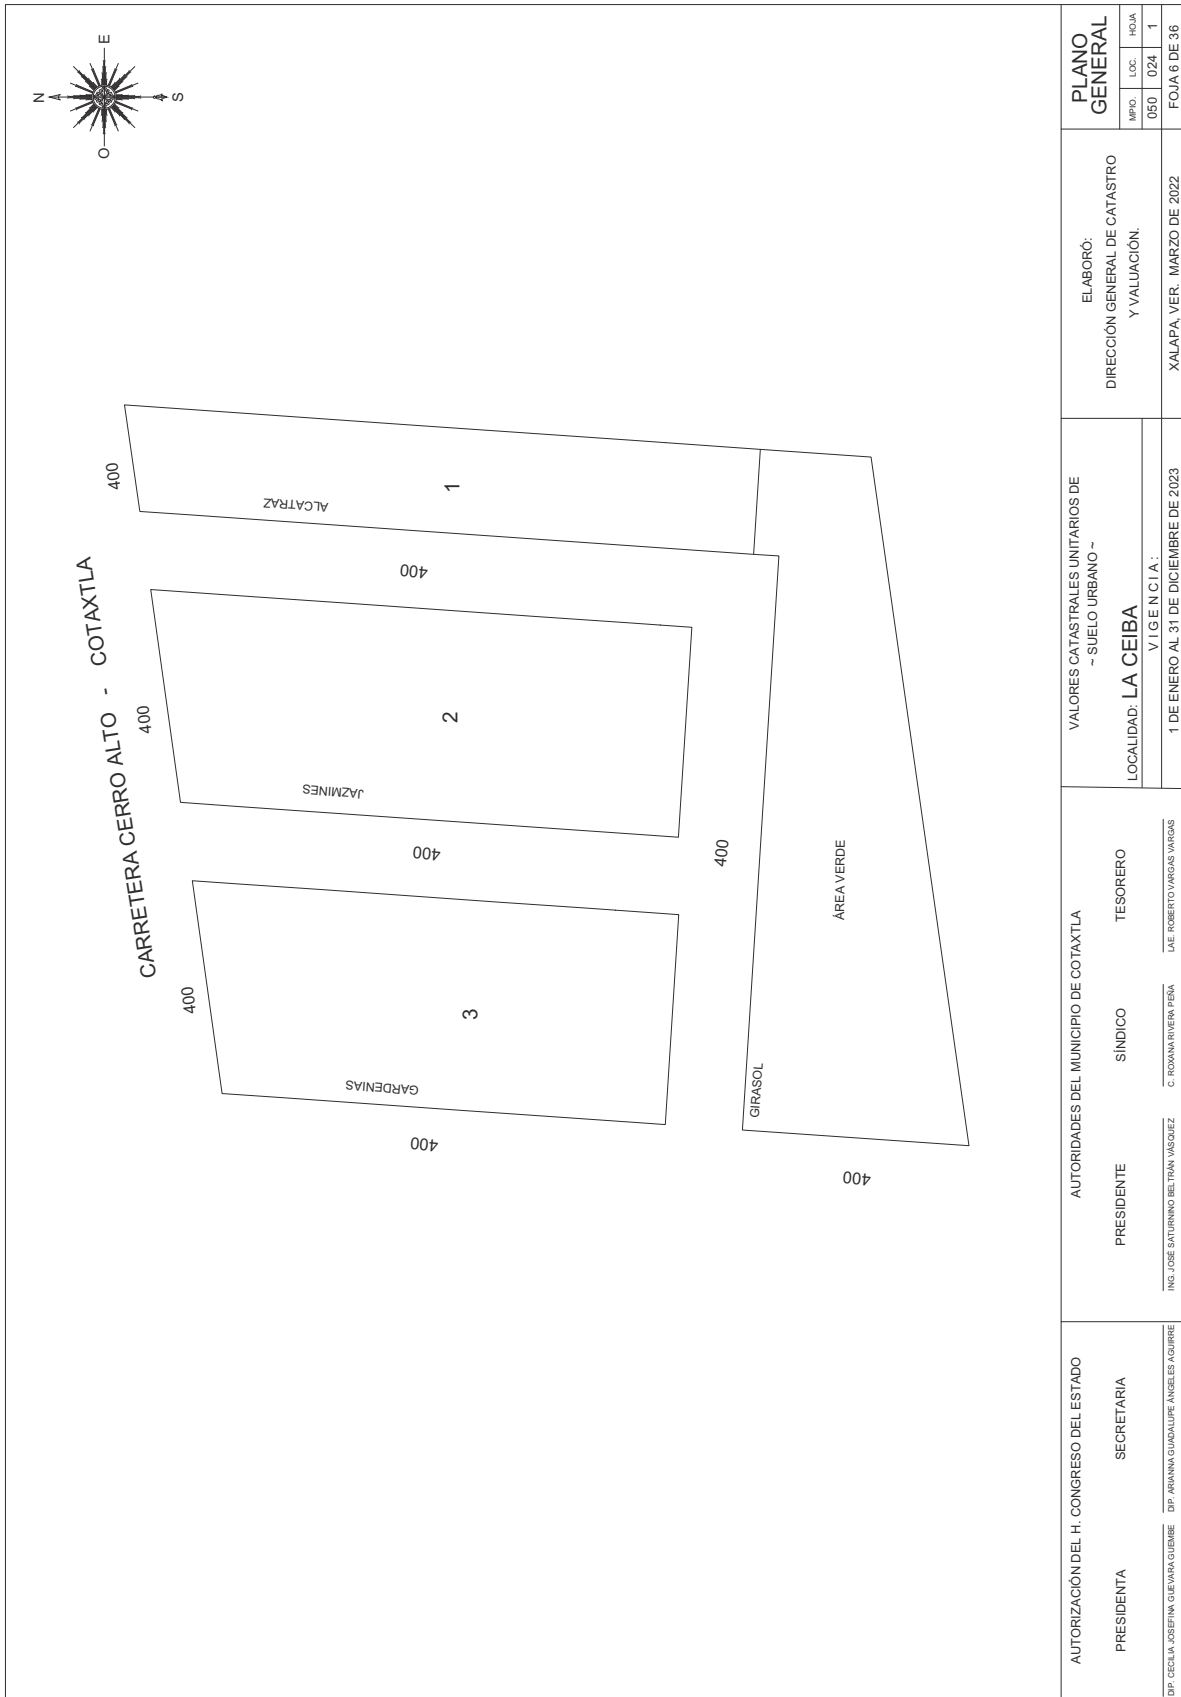 N
E
S
O
CARRETERA CERRO ALTO - COTAXTLA
400
400
400
GARDENIAS
JAZMINES
ALCATRAZ
3
2
1
400
400
400
400
GIRASOL
400
ÁREA VERDE
AUTORIZACIÓN DEL H. CONGRESO DEL ESTADO
PRESIDENTA
SECRETARIA
DIP. CECILIA JOSEFINA GUEVARA GUEMBE
DIP. ARIANNA GUADALUPE ÁNGELES AGUIRRE
AUTORIDADES DEL MUNICIPIO DE COTAXTLA
PRESIDENTE
SÍNDICO
TESORERO
ING. JOSÉ SATURNINO BELTRÁN VÁSQUEZ
C. ROXANA RIVERA PEÑA
LAE. ROBERTO VARGAS VARGAS
VALORES CATASTRALES UNITARIOS DE
~ SUELO URBANO ~
LOCALIDAD: LA CEIBA
V I G E N C I A :
1 DE ENERO AL 31 DE DICIEMBRE DE 2023
ELABORÓ:
DIRECCIÓN GENERAL DE CATASTRO
Y VALUACIÓN.
XALAPA, VER. MARZO DE 2022
PLANO
GENERAL
MPIO. LOC. HOJA
050 024 1
FOJA 6 DE 36